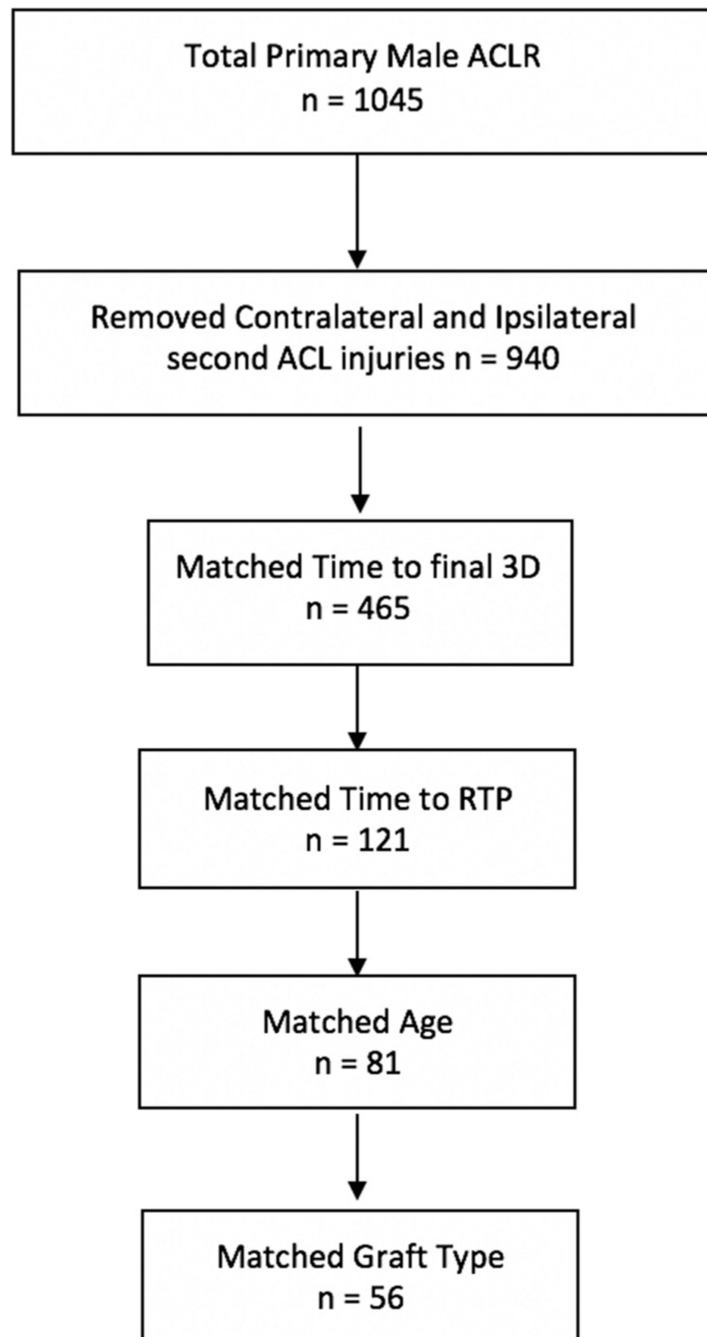 Total Primary Male ACLR
n = 1045
Removed Contralateral and Ipsilateral
second ACL injuries n = 940
Matched Time to final 3D
n = 465
Matched Time to RTP
n = 121
Matched Age
n = 81
Matched Graft Type
n = 56